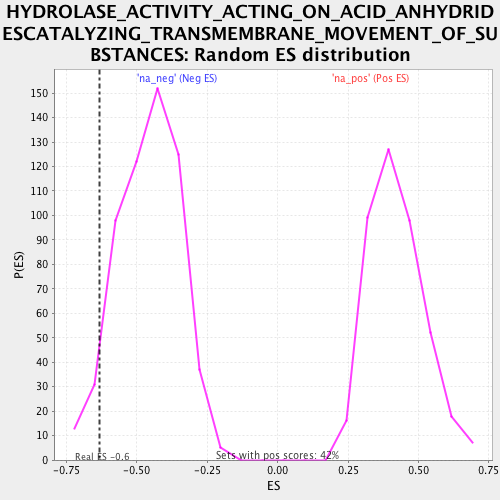 HYDROLASE_ACTIVITY_ACTING_ON_ACID_ANHYDRID
ESCATALYZING_TRANSMEMBRANE_MOVEMENT_OF_SU
BSTANCES: Random ES distribution
'na_neg' (Neg ES)
'na_pos' (Pos ES)
150
140
130
120
110
100
90
80
70
60
50
40
30
20
10
0
P(ES)
Real ES -0.6
Sets with pos scores: 42%
-0.75
-0.50
-0.25
0.00
0.25
0.50
0.75
ES